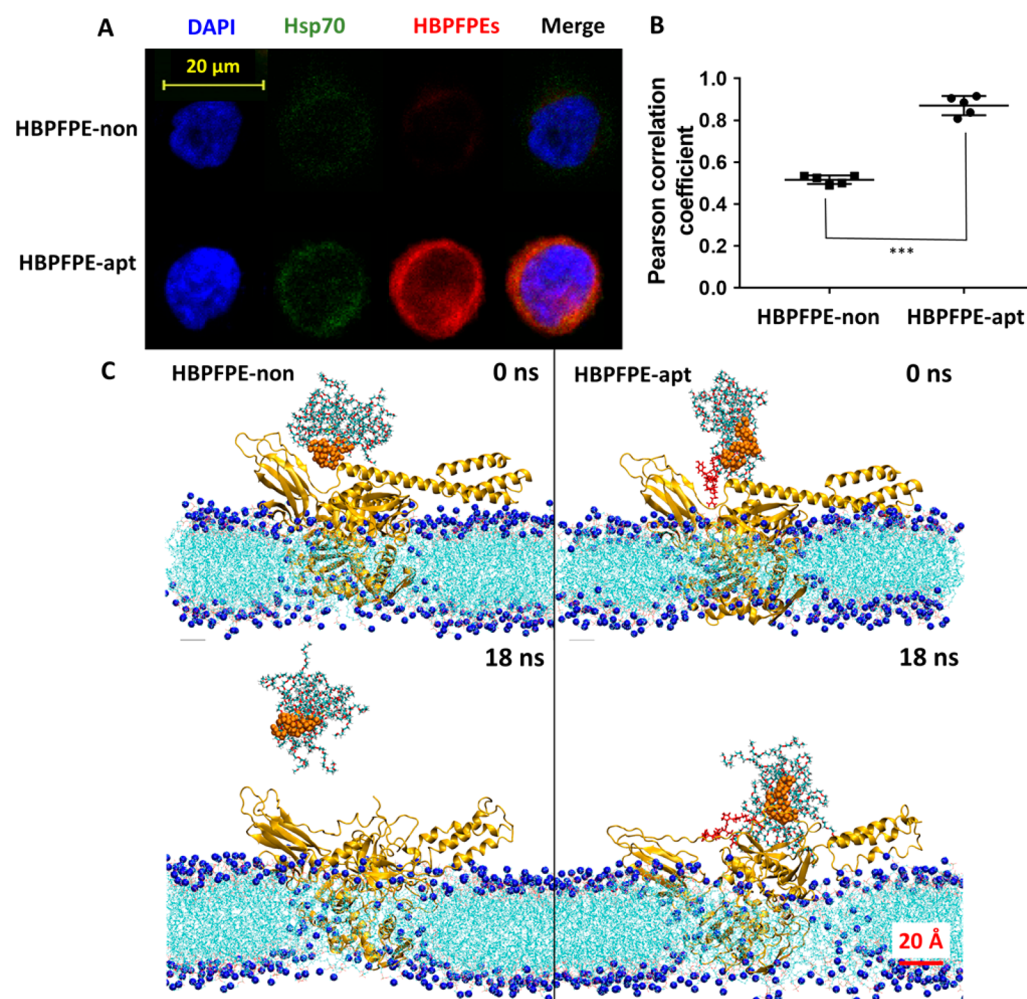 A DAPI Hsp70 HBPFPEs Merge
20 µm
HBPFPE-non
HBPFPE-apt
B
Pearson correlation
coefficient
1.0
0.8
0.6
0.4
0.2
0.0
***
HBPFPE-non HBPFPE-apt
C HBPFPE-non 0 ns HBPFPE-apt 0 ns
18 ns 18 ns
20 Å